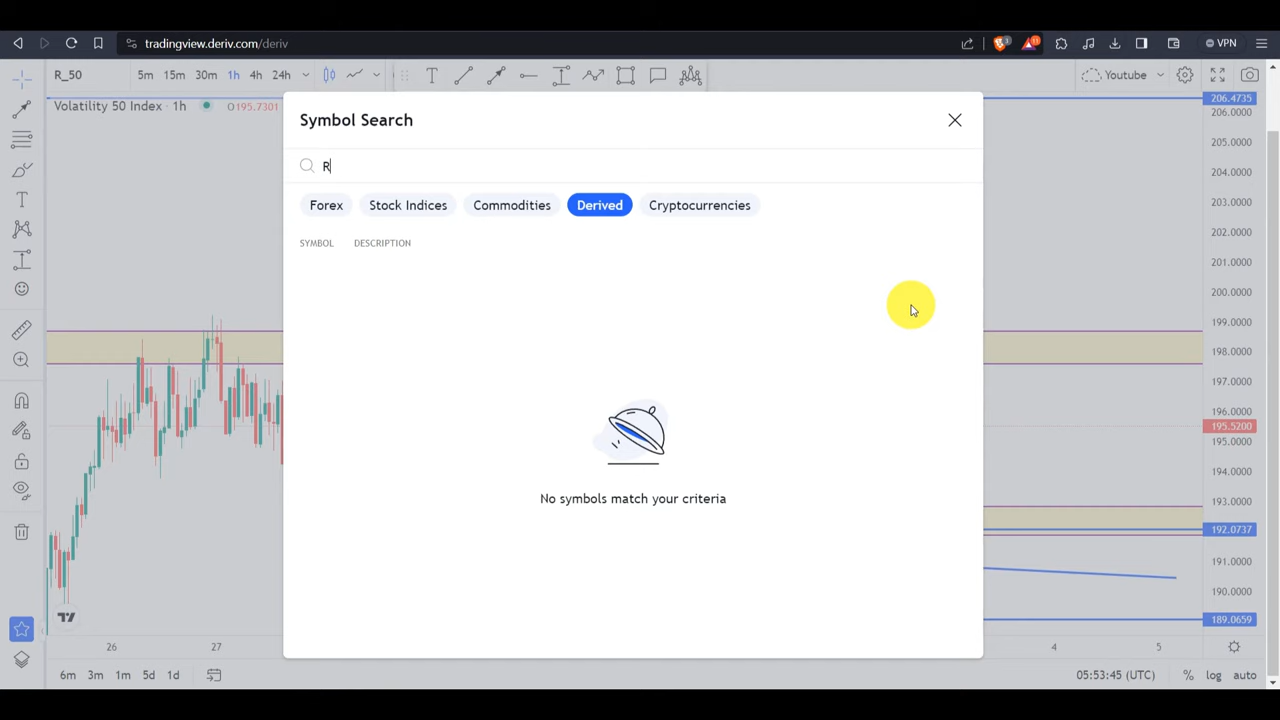 tradingview.deriv.com/deriv
3
11
VPN
R_50
5m 15m 30m 1h 4h 24h
Youtube
Volatility 50 Index · 1h O195.7301
206.4735
206.0000
205.0000
204.0000
203.0000
202.0000
201.0000
200.0000
199.0000
198.0000
197.0000
196.0000
195.5200
195.0000
194.0000
193.0000
192.0737
191.0000
190.0000
189.0659
Symbol Search
R
Forex Stock Indices Commodities Derived Cryptocurrencies
SYMBOL DESCRIPTION
No symbols match your criteria
26 27 4 5
6m 3m 1m 5d 1d
05:53:45 (UTC) % log auto